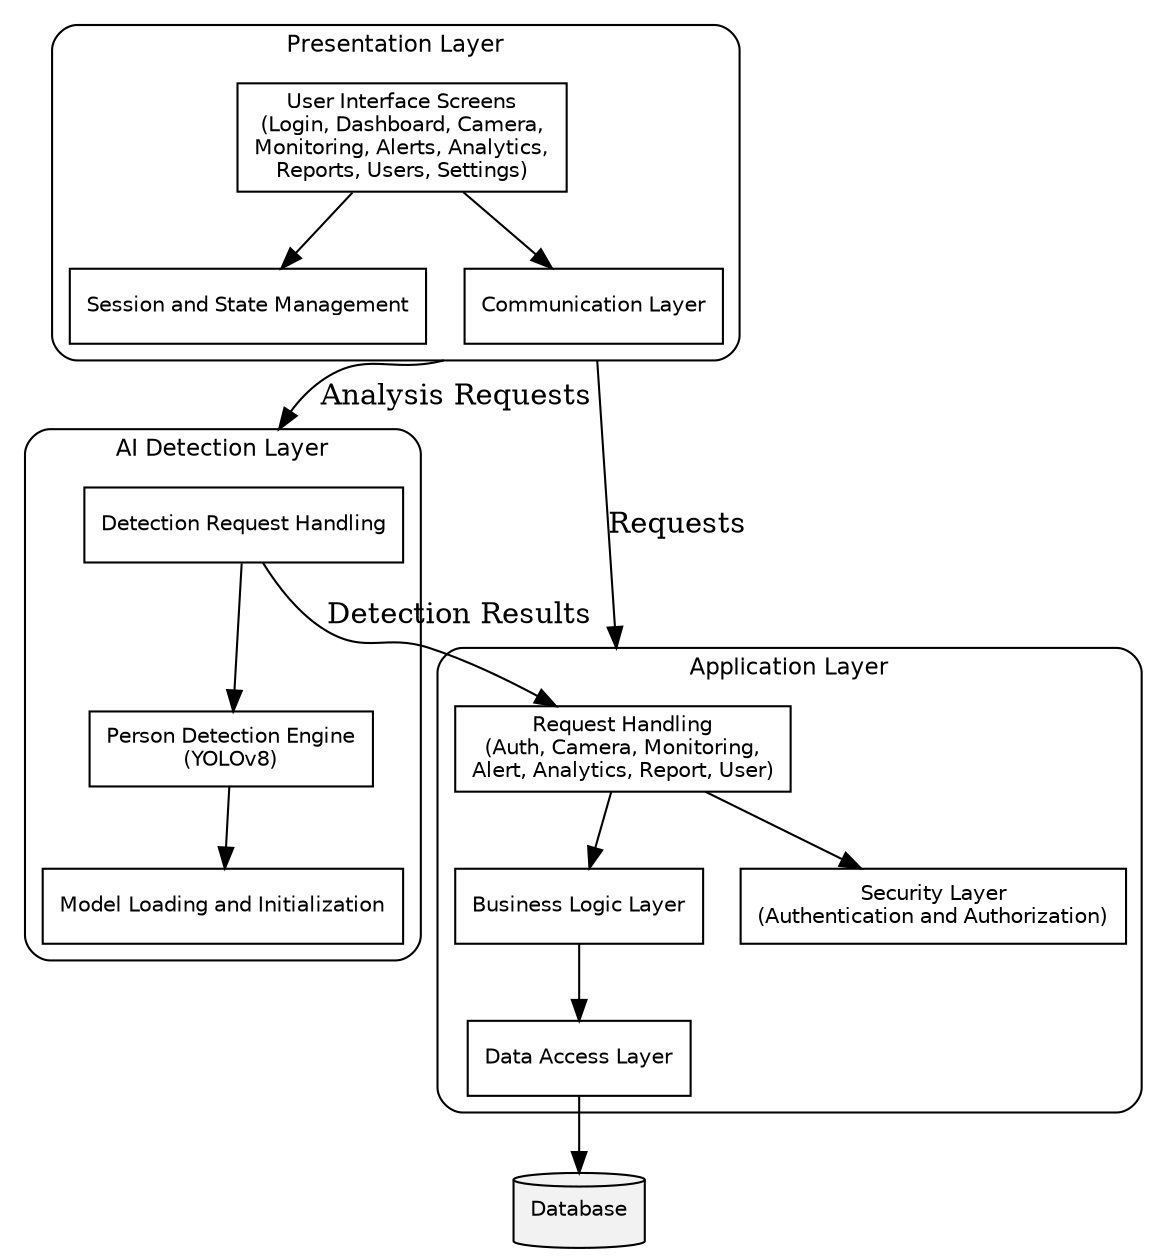 Presentation Layer
User Interface Screens
(Login, Dashboard, Camera,
Monitoring, Alerts, Analytics,
Reports, Users, Settings)
Session and State Management
Communication Layer
Analysis Requests
AI Detection Layer
Detection Request Handling
Requests
Detection Results
Application Layer
Request Handling
(Auth, Camera, Monitoring,
Alert, Analytics, Report, User)
Person Detection Engine
(YOLOv8)
Model Loading and Initialization
Business Logic Layer
Security Layer
(Authentication and Authorization)
Data Access Layer
Database